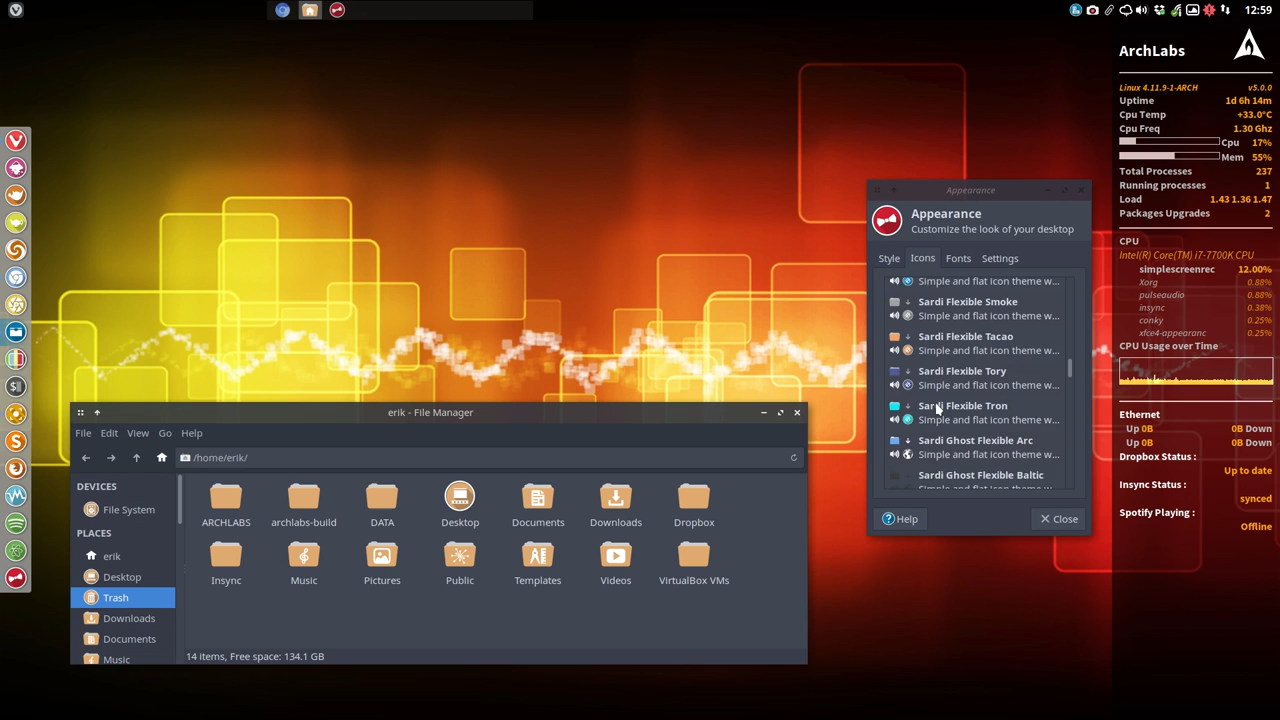 12:59
ArchLabs
Linux 4.11.9-1-ARCH v5.0.0
Uptime 1d 6h 14m
Cpu Temp +33.0°C
Cpu Freq 1.30 Ghz
Cpu 17%
Mem 55%
Total Processes 237
Running processes 1
Load 1.43 1.36 1.47
Packages Upgrades 2
CPU
Intel(R) Core(TM) i7-7700K CPU
simplescreenrec 12.00%
Xorg 0.88%
pulseaudio 0.88%
insync 0.38%
conky 0.25%
xfce4-appearanc 0.25%
CPU Usage over Time
Ethernet
Up 0B 0B Down
Up 0B 0B Down
Dropbox Status :
Up to date
Insync Status :
synced
Spotify Playing :
Offline
Appearance
Appearance
Customize the look of your desktop
Style Icons Fonts Settings
Simple and flat icon theme w...
Sardi Flexible Smoke
Simple and flat icon theme w...
Sardi Flexible Tacao
Simple and flat icon theme w...
Sardi Flexible Tory
Simple and flat icon theme w...
Sardi Flexible Tron
Simple and flat icon theme w...
Sardi Ghost Flexible Arc
Simple and flat icon theme w...
Sardi Ghost Flexible Baltic
Help Close
erik - File Manager
File Edit View Go Help
/home/erik/
DEVICES
File System
PLACES
erik
Desktop
Trash
Downloads
Documents
Music
ARCHLABS archlabs-build DATA Desktop Documents Downloads Dropbox
Insync Music Pictures Public Templates Videos VirtualBox VMs
14 items, Free space: 134.1 GB